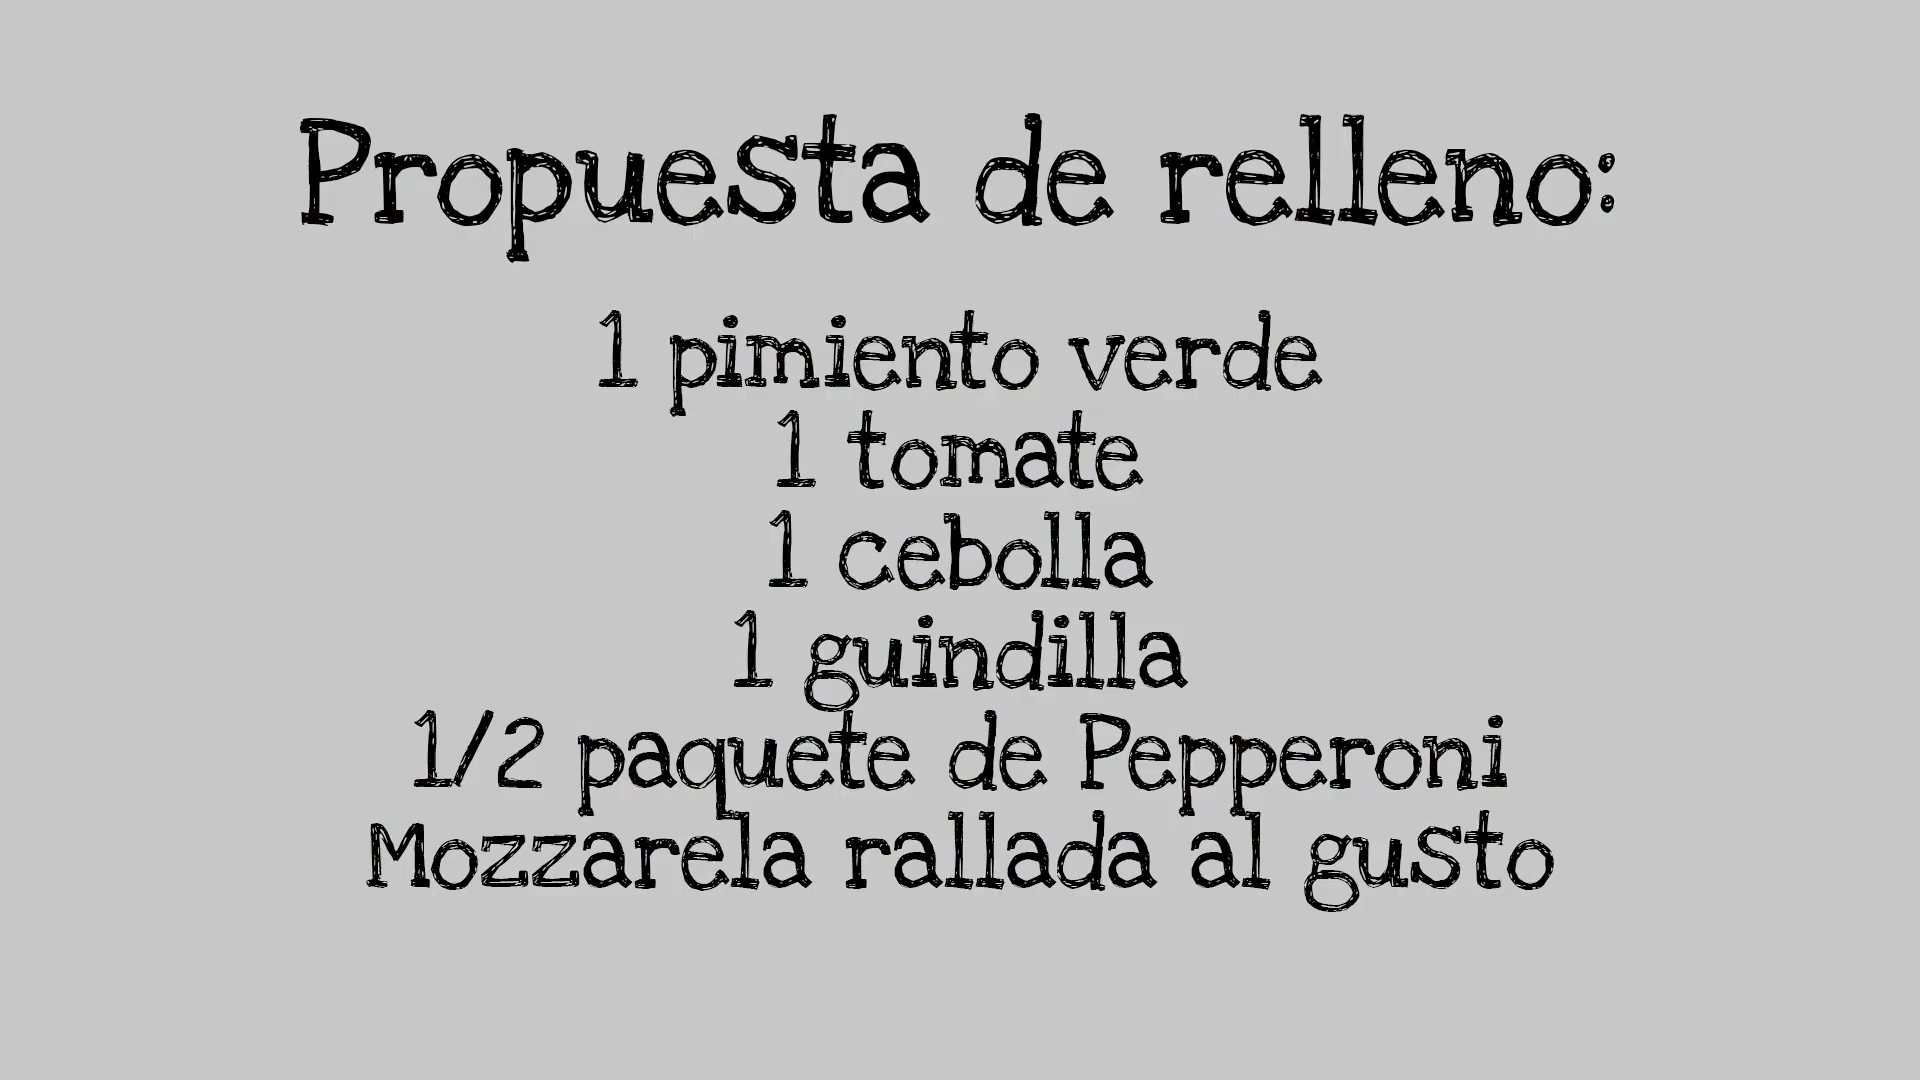 Propuesta de relleno:
1 pimiento verde
1 tomate
1 cebolla
1 guindilla
1/2 paquete de Pepperoni
Mozzarela rallada al gusto